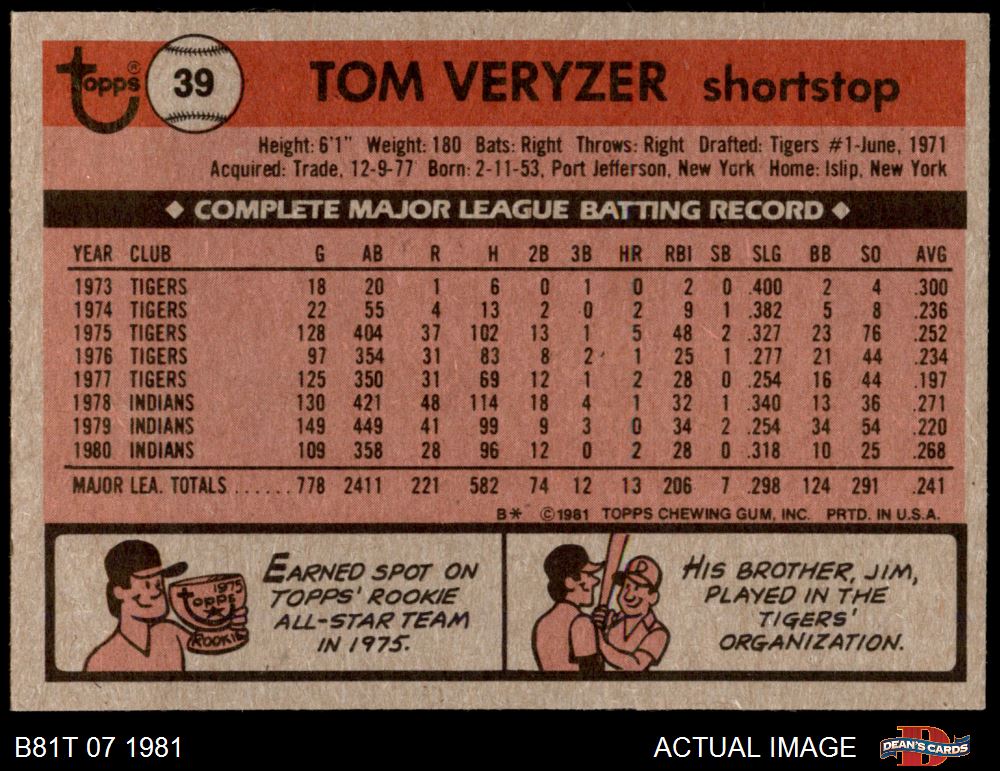 topps® 39 TOM VERYZER shortstop
Height: 6'1" Weight: 180 Bats: Right Throws: Right Drafted: Tigers #1-June, 1971
Acquired: Trade, 12-9-77 Born: 2-11-53, Port Jefferson, New York Home: Islip, New York
◆ COMPLETE MAJOR LEAGUE BATTING RECORD ◆
YEAR CLUB G AB R H 2B 3B HR RBI SB SLG BB SO AVG
1973 TIGERS 18 20 1 6 0 1 0 2 0 .400 2 4 .300
1974 TIGERS 22 55 4 13 2 0 2 9 1 .382 5 8 .236
1975 TIGERS 128 404 37 102 13 1 5 48 2 .327 23 76 .252
1976 TIGERS 97 354 31 83 8 2 1 25 1 .277 21 44 .234
1977 TIGERS 125 350 31 69 12 1 2 28 0 .254 16 44 .197
1978 INDIANS 130 421 48 114 18 4 1 32 1 .340 13 36 .271
1979 INDIANS 149 449 41 99 9 3 0 34 2 .254 34 54 .220
1980 INDIANS 109 358 28 96 12 0 2 28 0 .318 10 25 .268
MAJOR LEA. TOTALS ...... 778 2411 221 582 74 12 13 206 7 .298 124 291 .241
B* ©1981 TOPPS CHEWING GUM, INC. PRTD. IN U.S.A.
1975
topps
ROOKIE
EARNED SPOT ON
TOPPS' ROOKIE
ALL-STAR TEAM
IN 1975.
D
HIS BROTHER, JIM,
PLAYED IN THE
TIGERS'
ORGANIZATION.
B81T 07 1981 ACTUAL IMAGE D DEAN'S CARDS